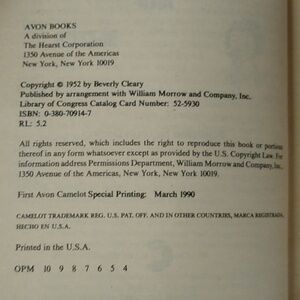 AVON BOOKS
A division of
The Hearst Corporation
1350 Avenue of the Americas
New York, New York 10019
Copyright © 1952 by Beverly Cleary
Published by arrangement with William Morrow and Company, Inc.
Library of Congress Catalog Card Number: 52-5930
ISBN: 0-380-70914-7
RL: 5.2
All rights reserved, which includes the right to reproduce this book or portions
thereof in any form whatsoever except as provided by the U.S. Copyright Law. For
information address Permissions Department, William Morrow and Company, Inc.,
1350 Avenue of the Americas, New York, New York 10019.
First Avon Camelot Special Printing: March 1990
CAMELOT TRADEMARK REG. U.S. PAT. OFF. AND IN OTHER COUNTRIES, MARCA REGISTRADA,
HECHO EN U.S.A.
Printed in the U.S.A.
OPM 10 9 8 7 6 5 4